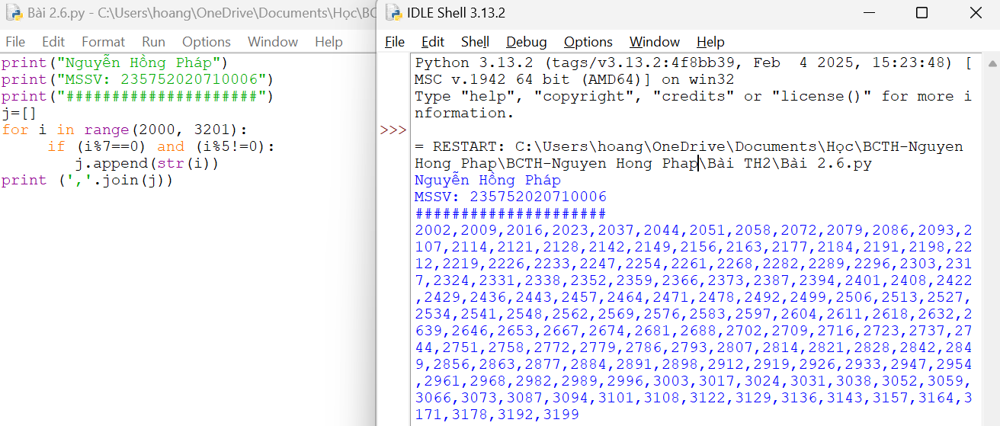 Bài 2.6.py - C:\Users\hoang\OneDrive\Documents\Học\BC
File Edit Format Run Options Window Help
print("Nguyễn Hồng Pháp")
print("MSSV: 235752020710006")
print("#####################")
j=[]
for i in range(2000, 3201):
     if (i%7==0) and (i%5!=0):
        j.append(str(i))
print (','.join(j))
IDLE Shell 3.13.2
File Edit Shell Debug Options Window Help
Python 3.13.2 (tags/v3.13.2:4f8bb39, Feb  4 2025, 15:23:48) [
MSC v.1942 64 bit (AMD64)] on win32
Type "help", "copyright", "credits" or "license()" for more i
nformation.
>>>
= RESTART: C:\Users\hoang\OneDrive\Documents\Học\BCTH-Nguyen
Hong Phap\BCTH-Nguyen Hong Phap\Bài TH2\Bài 2.6.py
Nguyễn Hồng Pháp
MSSV: 235752020710006
#####################
2002,2009,2016,2023,2037,2044,2051,2058,2072,2079,2086,2093,2
107,2114,2121,2128,2142,2149,2156,2163,2177,2184,2191,2198,22
12,2219,2226,2233,2247,2254,2261,2268,2282,2289,2296,2303,231
7,2324,2331,2338,2352,2359,2366,2373,2387,2394,2401,2408,2422
,2429,2436,2443,2457,2464,2471,2478,2492,2499,2506,2513,2527,
2534,2541,2548,2562,2569,2576,2583,2597,2604,2611,2618,2632,2
639,2646,2653,2667,2674,2681,2688,2702,2709,2716,2723,2737,27
44,2751,2758,2772,2779,2786,2793,2807,2814,2821,2828,2842,284
9,2856,2863,2877,2884,2891,2898,2912,2919,2926,2933,2947,2954
,2961,2968,2982,2989,2996,3003,3017,3024,3031,3038,3052,3059,
3066,3073,3087,3094,3101,3108,3122,3129,3136,3143,3157,3164,3
171,3178,3192,3199